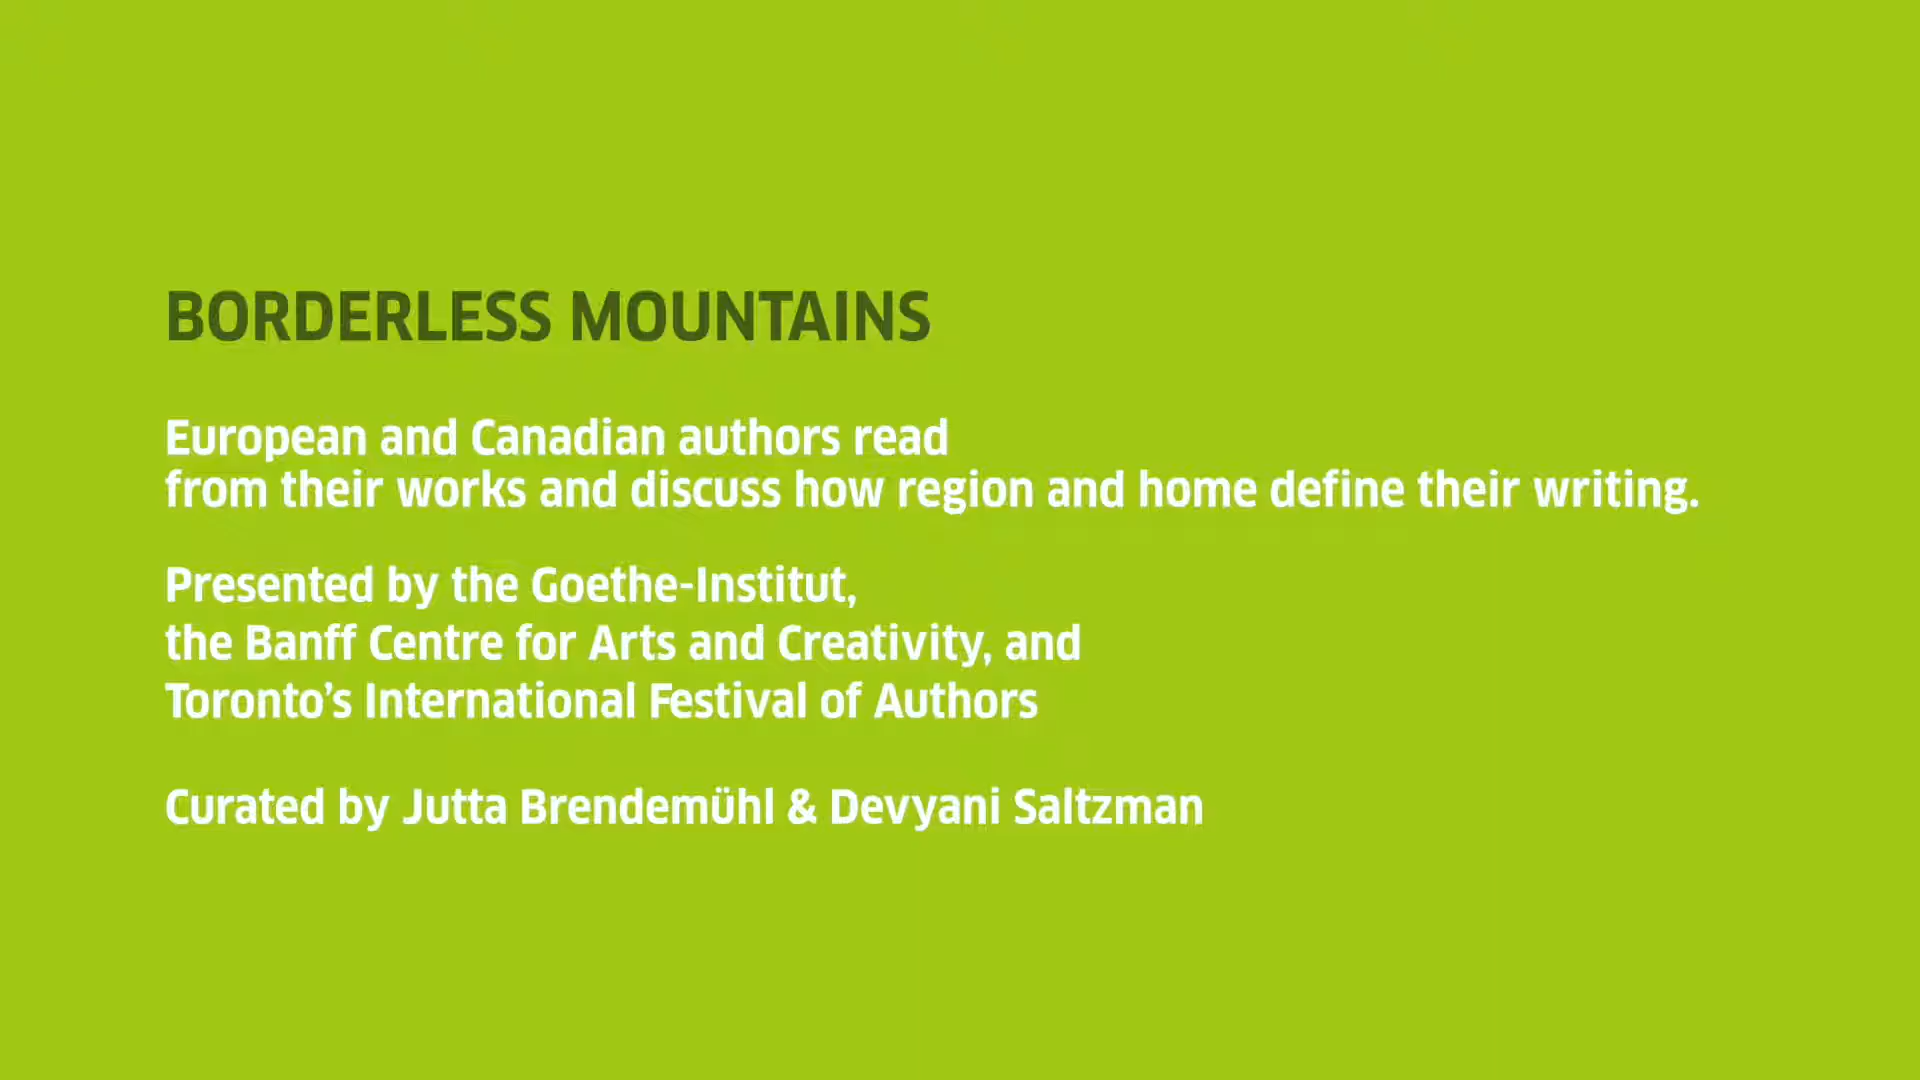 BORDERLESS MOUNTAINS
European and Canadian authors read
from their works and discuss how region and home define their writing.
Presented by the Goethe-Institut,
the Banff Centre for Arts and Creativity, and
Toronto’s International Festival of Authors
Curated by Jutta Brendemühl & Devyani Saltzman